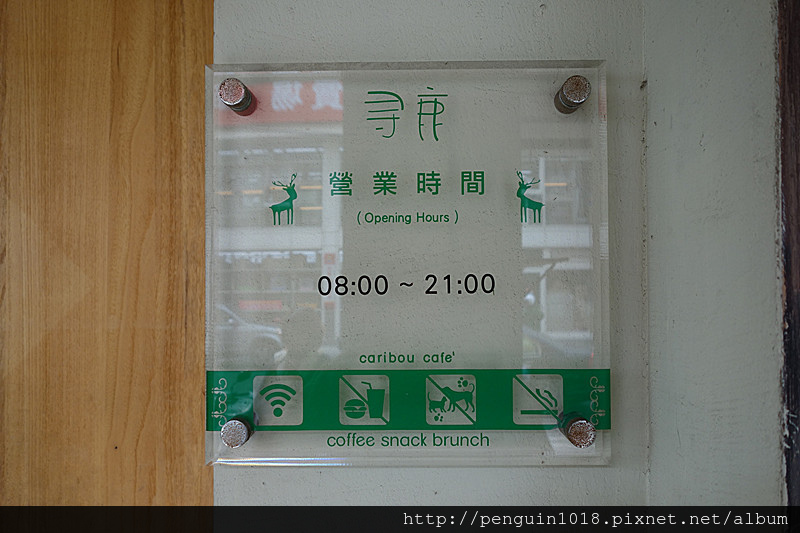 尋鹿
營業時間
( Opening Hours )
08:00 ~ 21:00
caribou cafe'
coffee snack brunch
http://penguin1018.pixnet.net/album